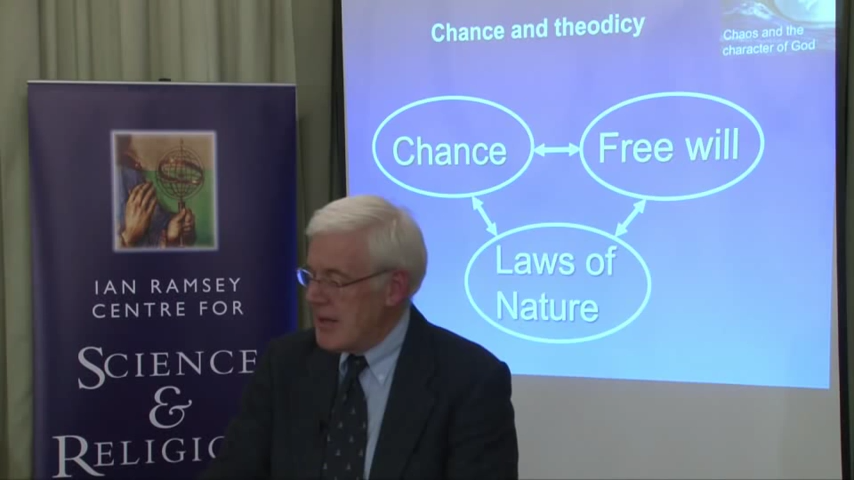 Chance and theodicy
Chaos and the
character of God
Chance
Free will
Laws of
Nature
IAN RAMSEY
CENTRE FOR
SCIENCE
&
RELIGIO